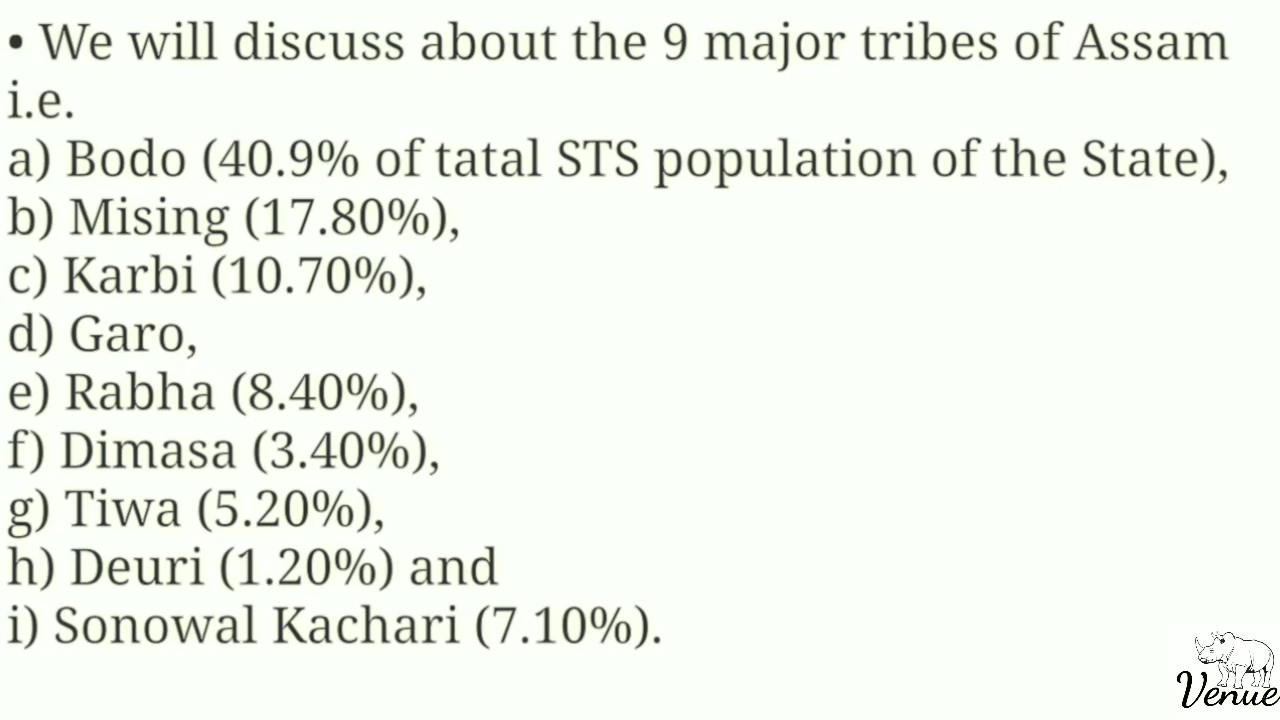 • We will discuss about the 9 major tribes of Assam
i.e.
a) Bodo (40.9% of tatal STS population of the State),
b) Mising (17.80%),
c) Karbi (10.70%),
d) Garo,
e) Rabha (8.40%),
f) Dimasa (3.40%),
g) Tiwa (5.20%),
h) Deuri (1.20%) and
i) Sonowal Kachari (7.10%).
Venue